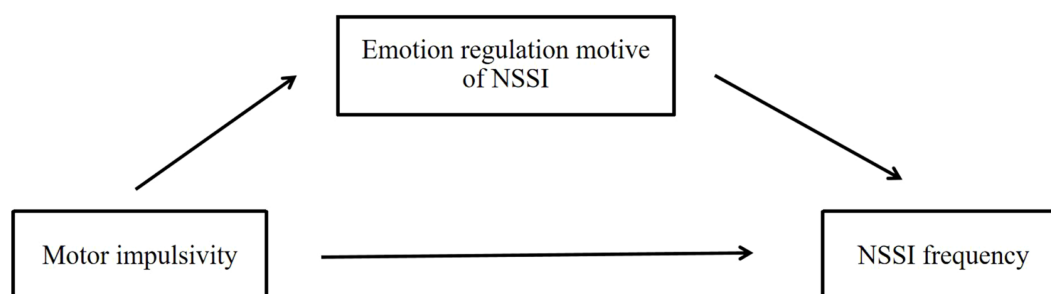 Emotion regulation motive
of NSSI
Motor impulsivity
NSSI frequency